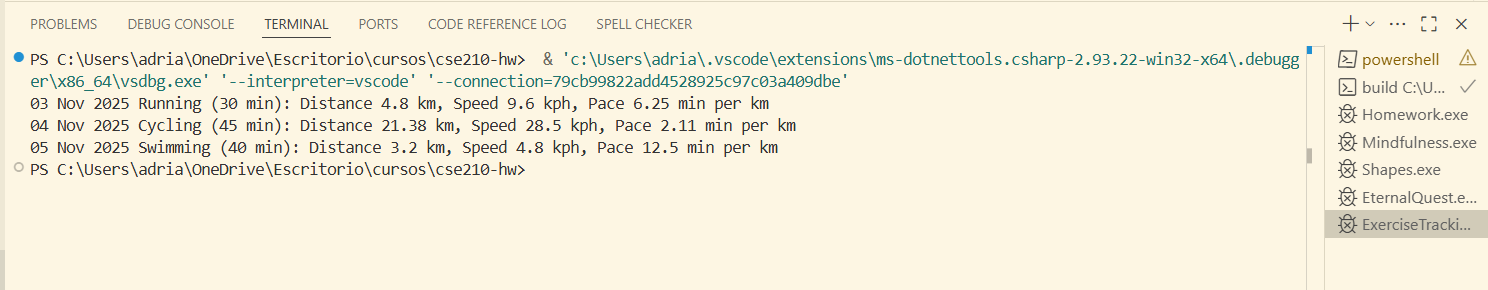 PROBLEMS DEBUG CONSOLE TERMINAL PORTS CODE REFERENCE LOG SPELL CHECKER
PS C:\Users\adria\OneDrive\Escritorio\cursos\cse210-hw>  & 'c:\Users\adria\.vscode\extensions\ms-dotnettools.csharp-2.93.22-win32-x64\.debugg
er\x86_64\vsdbg.exe' '--interpreter=vscode' '--connection=79cb99822add4528925c97c03a409dbe'
03 Nov 2025 Running (30 min): Distance 4.8 km, Speed 9.6 kph, Pace 6.25 min per km
04 Nov 2025 Cycling (45 min): Distance 21.38 km, Speed 28.5 kph, Pace 2.11 min per km
05 Nov 2025 Swimming (40 min): Distance 3.2 km, Speed 4.8 kph, Pace 12.5 min per km
PS C:\Users\adria\OneDrive\Escritorio\cursos\cse210-hw>
powershell
build C:\U...
Homework.exe
Mindfulness.exe
Shapes.exe
EternalQuest.e...
ExerciseTracki...